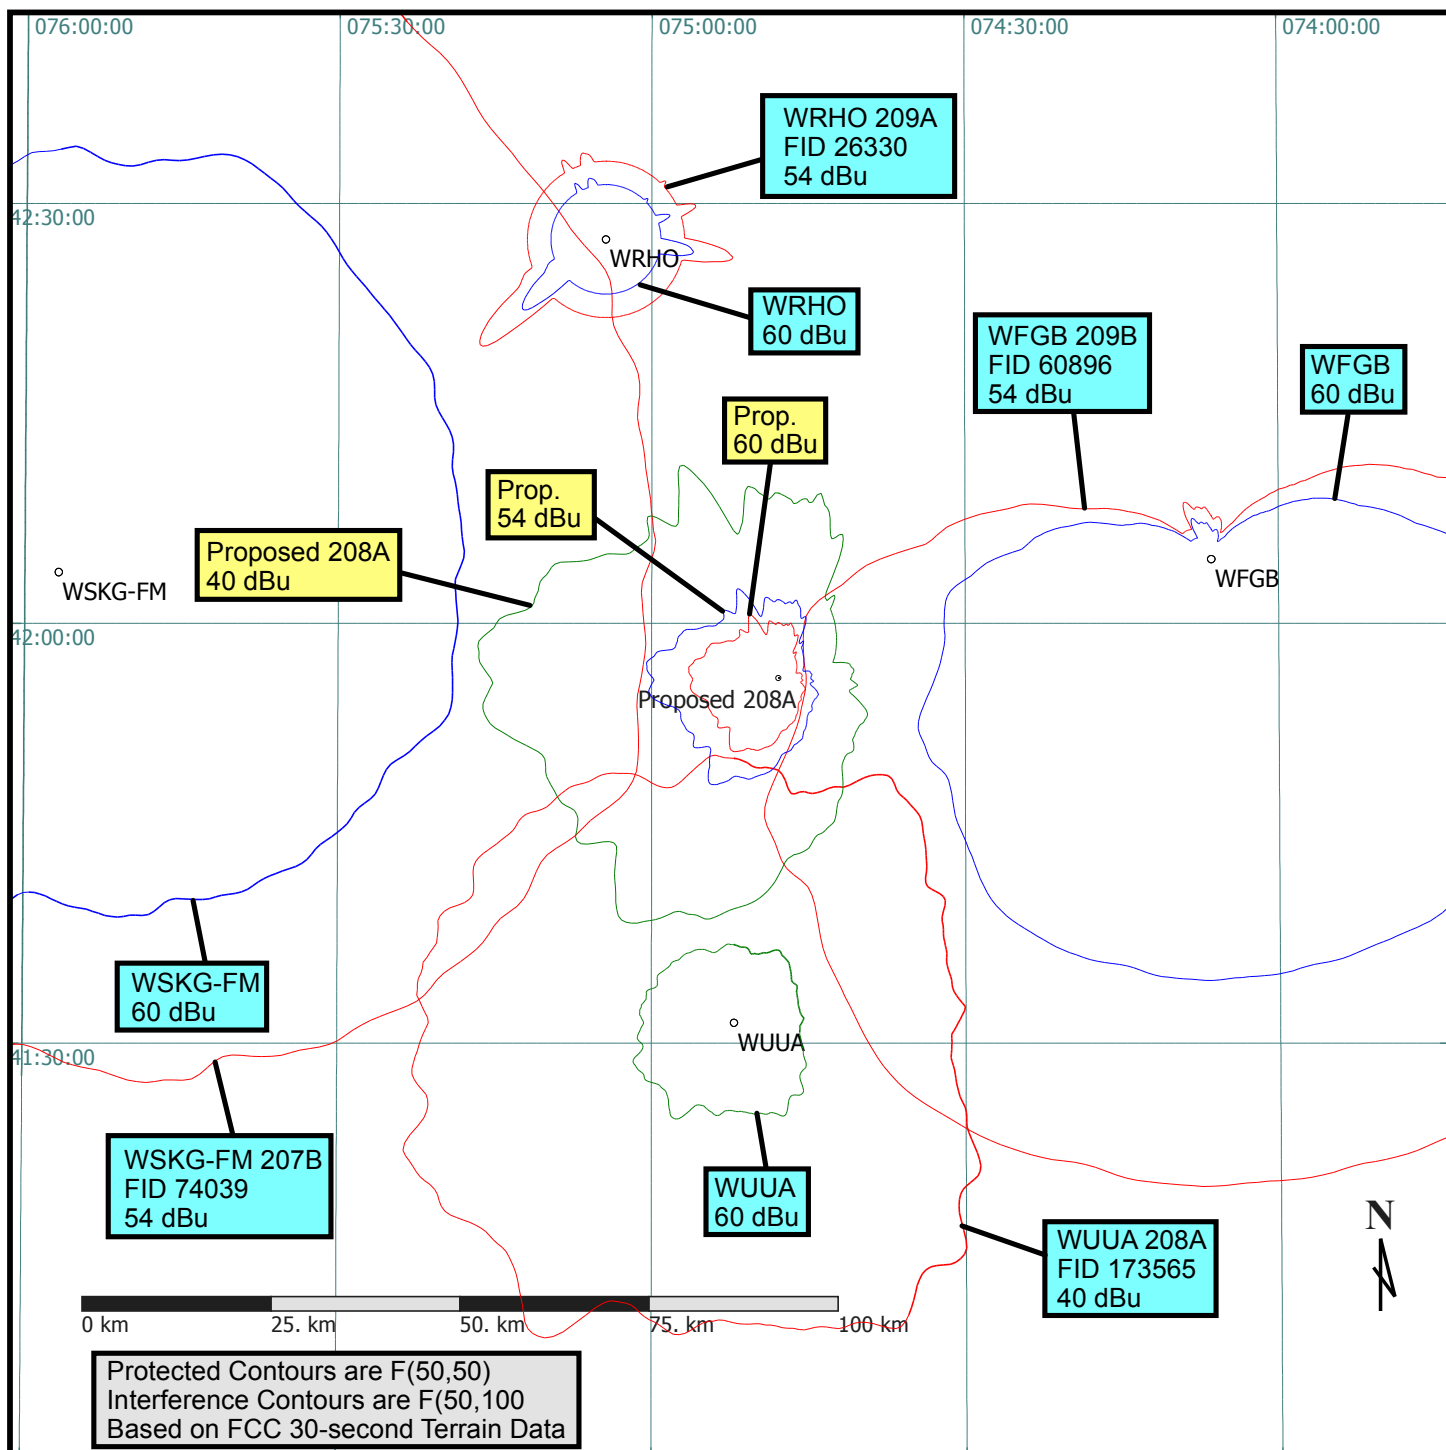 076:00:00
075:30:00
075:00:00
074:30:00
074:00:00
WRHO 209A
FID 26330
54 dBu
42:30:00
WRHO
WRHO
60 dBu
WFGB 209B
FID 60896
54 dBu
WFGB
60 dBu
Prop.
60 dBu
Prop.
54 dBu
Proposed 208A
40 dBu
WSKG-FM
WFGB
42:00:00
Proposed 208A
WSKG-FM
60 dBu
WUUA
41:30:00
WSKG-FM 207B
FID 74039
54 dBu
WUUA
60 dBu
N
WUUA 208A
FID 173565
40 dBu
0 km
25. km
50. km
75. km
100 km
Protected Contours are F(50,50)
Interference Contours are F(50,100
Based on FCC 30-second Terrain Data